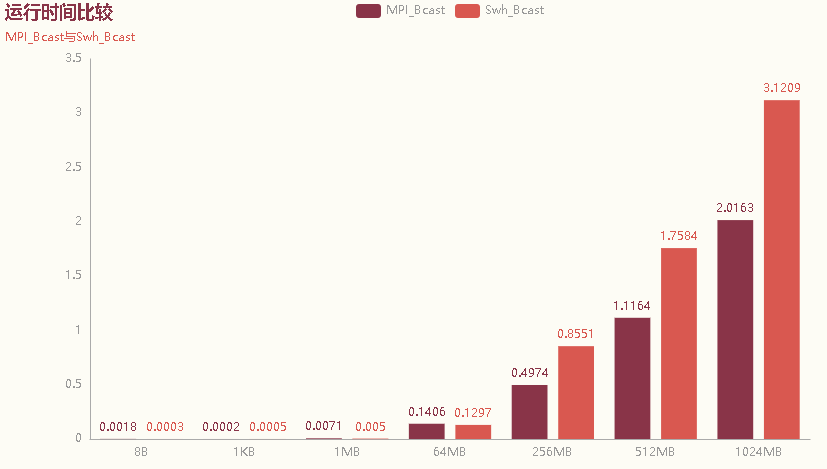 运行时间比较
MPI_Bcast与Swh_Bcast
MPI_Bcast Swh_Bcast
3.5
3
2.5
2
1.5
1
0.5
0
0.0018 0.0003 0.0002 0.0005 0.0071 0.005 0.1406 0.1297 0.4974 0.8551 1.1164 1.7584 2.0163 3.1209
8B 1KB 1MB 64MB 256MB 512MB 1024MB